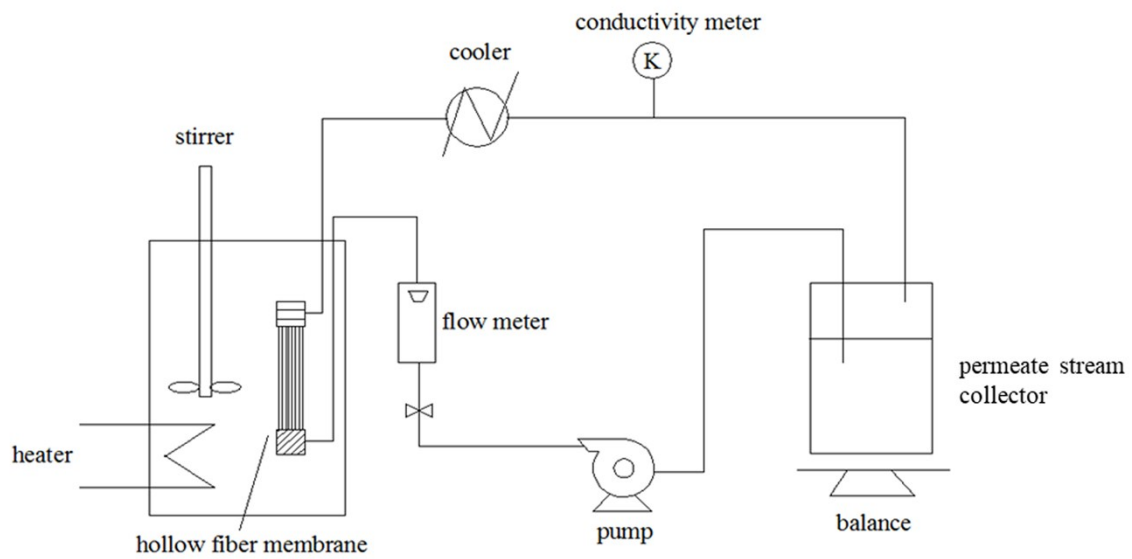 conductivity meter
cooler
K
stirrer
flow meter
permeate stream
collector
heater
pump
balance
hollow fiber membrane